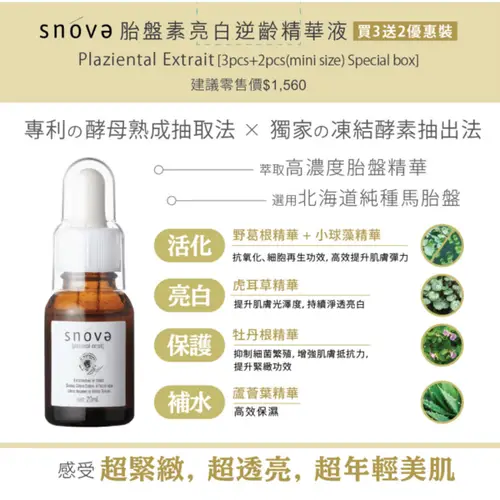 snova 胎盤素亮白逆齡精華液 買3送2優惠裝
Plaziental Extrait [3pcs+2pcs(mini size) Special box]
建議零售價$1,560
專利の酵母熟成抽取法 × 獨家の凍結酵素抽出法
萃取高濃度胎盤精華
選用北海道純種馬胎盤
活化
野葛根精華 + 小球藻精華
抗氧化、細胞再生功效, 高效提升肌膚彈力
亮白
虎耳草精華
提升肌膚光澤度, 持續淨透亮白
保護
牡丹根精華
抑制細菌繁殖, 增強肌膚抵抗力,
提升緊緻功效
補水
蘆薈葉精華
高效保濕
snova
感受 超緊緻, 超透亮, 超年輕美肌